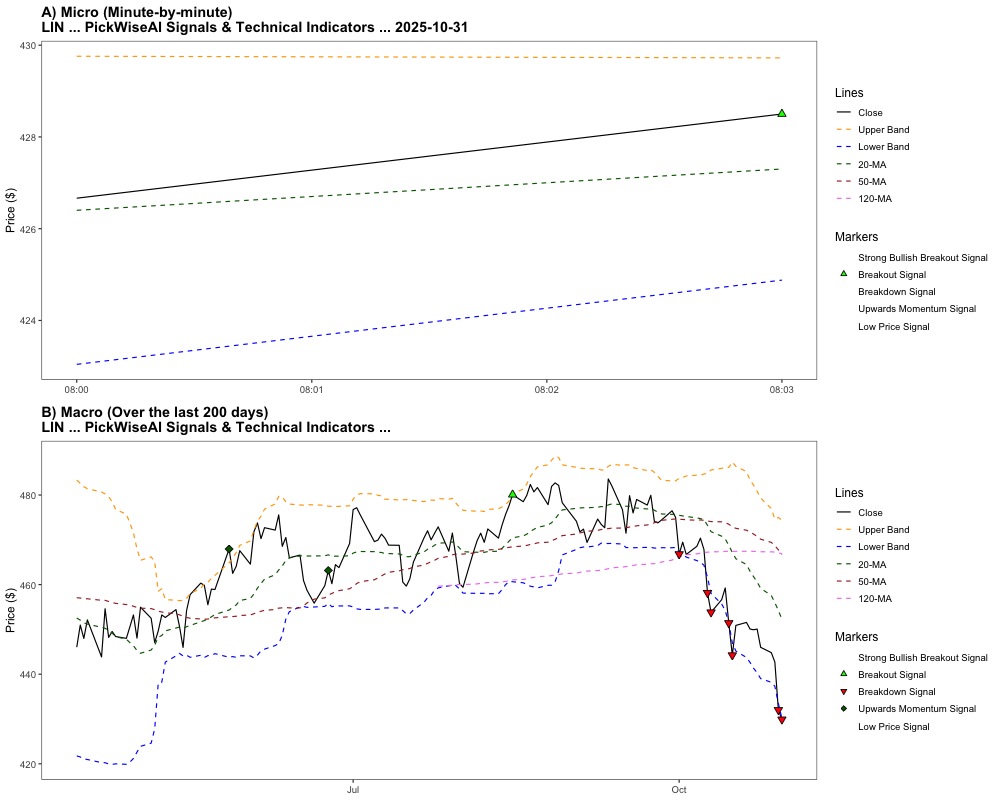 A) Micro (Minute-by-minute)
LIN ... PickWiseAI Signals & Technical Indicators ... 2025-10-31
Price ($)
430
428
426
424
08:00
08:01
08:02
08:03
Lines
Close
Upper Band
Lower Band
20-MA
50-MA
120-MA
Markers
Strong Bullish Breakout Signal
Breakout Signal
Breakdown Signal
Upwards Momentum Signal
Low Price Signal
B) Macro (Over the last 200 days)
LIN ... PickWiseAI Signals & Technical Indicators ...
Price ($)
480
460
440
420
Jul
Oct
Lines
Close
Upper Band
Lower Band
20-MA
50-MA
120-MA
Markers
Strong Bullish Breakout Signal
Breakout Signal
Breakdown Signal
Upwards Momentum Signal
Low Price Signal